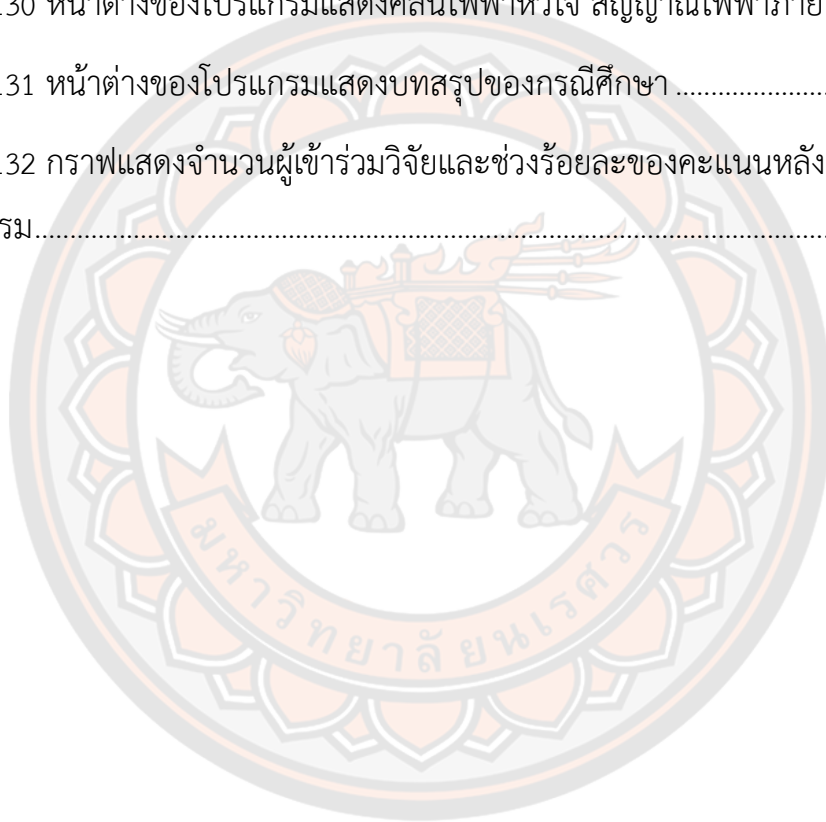 130 หน้าต่างของโปรแกรมแสดงคลื่นไฟฟ้าหัวใจ สัญญาณไฟฟ้าภาย
31 หน้าต่างของโปรแกรมแสดงบทสรุปของกรณีศึกษา ......................
132 กราฟแสดงจำนวนผู้เข้าร่วมวิจัยและช่วงร้อยละของคะแนนหลัง
รม................................................................................................
มหาวิทยาลัยนเรศวร